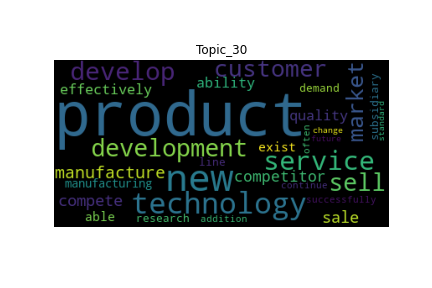 Topic_30
develop customer
effectively ability demand
product market subsidiary
quality often standard
change
development exist future
line service
manufacture new competitor sell
manufacturing continue
compete technology successfully
able research addition sale